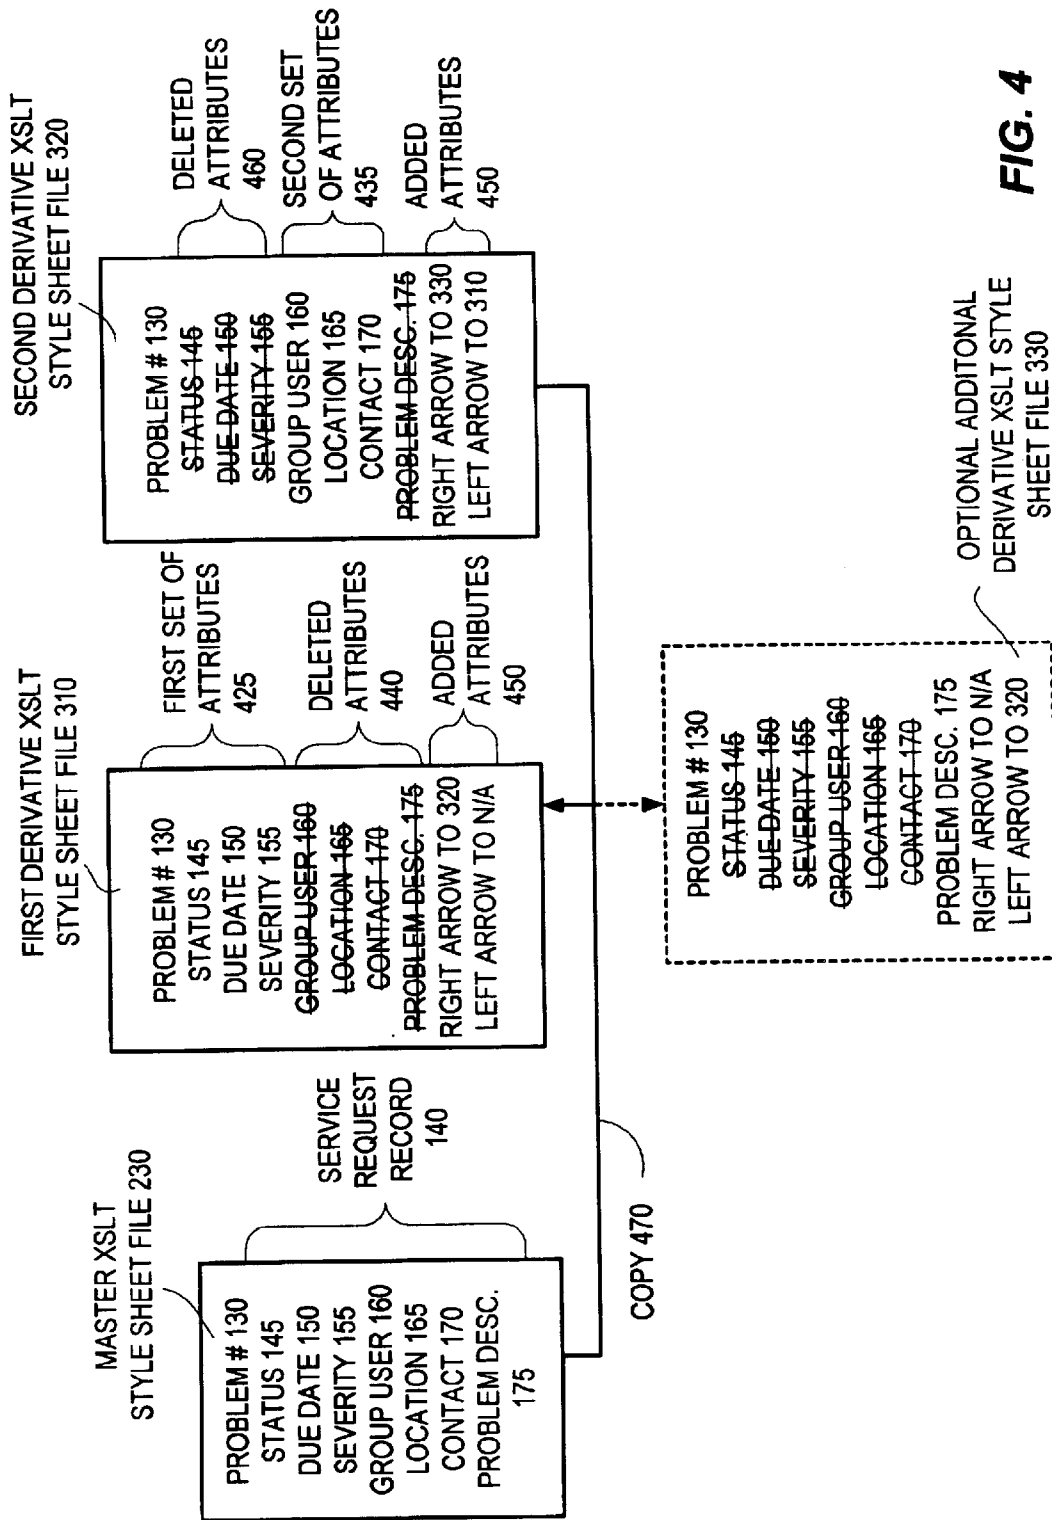 MASTER XSLT
STYLE SHEET FILE 230
PROBLEM # 130
STATUS 145
DUE DATE 150
SEVERITY 155
GROUP USER 160
LOCATION 165
CONTACT 170
PROBLEM DESC.
175
SERVICE
REQUEST
RECORD
140
FIRST DERIVATIVE XSLT
STYLE SHEET FILE 310
PROBLEM # 130
STATUS 145
DUE DATE 150
SEVERITY 155
GROUP USER 160
LOCATION 165
CONTACT 170
PROBLEM DESC. 175
RIGHT ARROW TO 320
LEFT ARROW TO N/A
FIRST SET OF
ATTRIBUTES
425
DELETED
ATTRIBUTES
440
ADDED
ATTRIBUTES
450
SECOND DERIVATIVE XSLT
STYLE SHEET FILE 320
PROBLEM # 130
STATUS 145
DUE DATE 150
SEVERITY 155
GROUP USER 160
LOCATION 165
CONTACT 170
PROBLEM DESC. 175
RIGHT ARROW TO 330
LEFT ARROW TO 310
DELETED
ATTRIBUTES
460
SECOND SET
OF ATTRIBUTES
435
ADDED
ATTRIBUTES
450
COPY 470
PROBLEM # 130
STATUS 145
DUE DATE 150
SEVERITY 155
GROUP USER 160
LOCATION 165
CONTACT 170
PROBLEM DESC. 175
RIGHT ARROW TO N/A
LEFT ARROW TO 320
OPTIONAL ADDITONAL
DERIVATIVE XSLT STYLE
SHEET FILE 330
FIG. 4